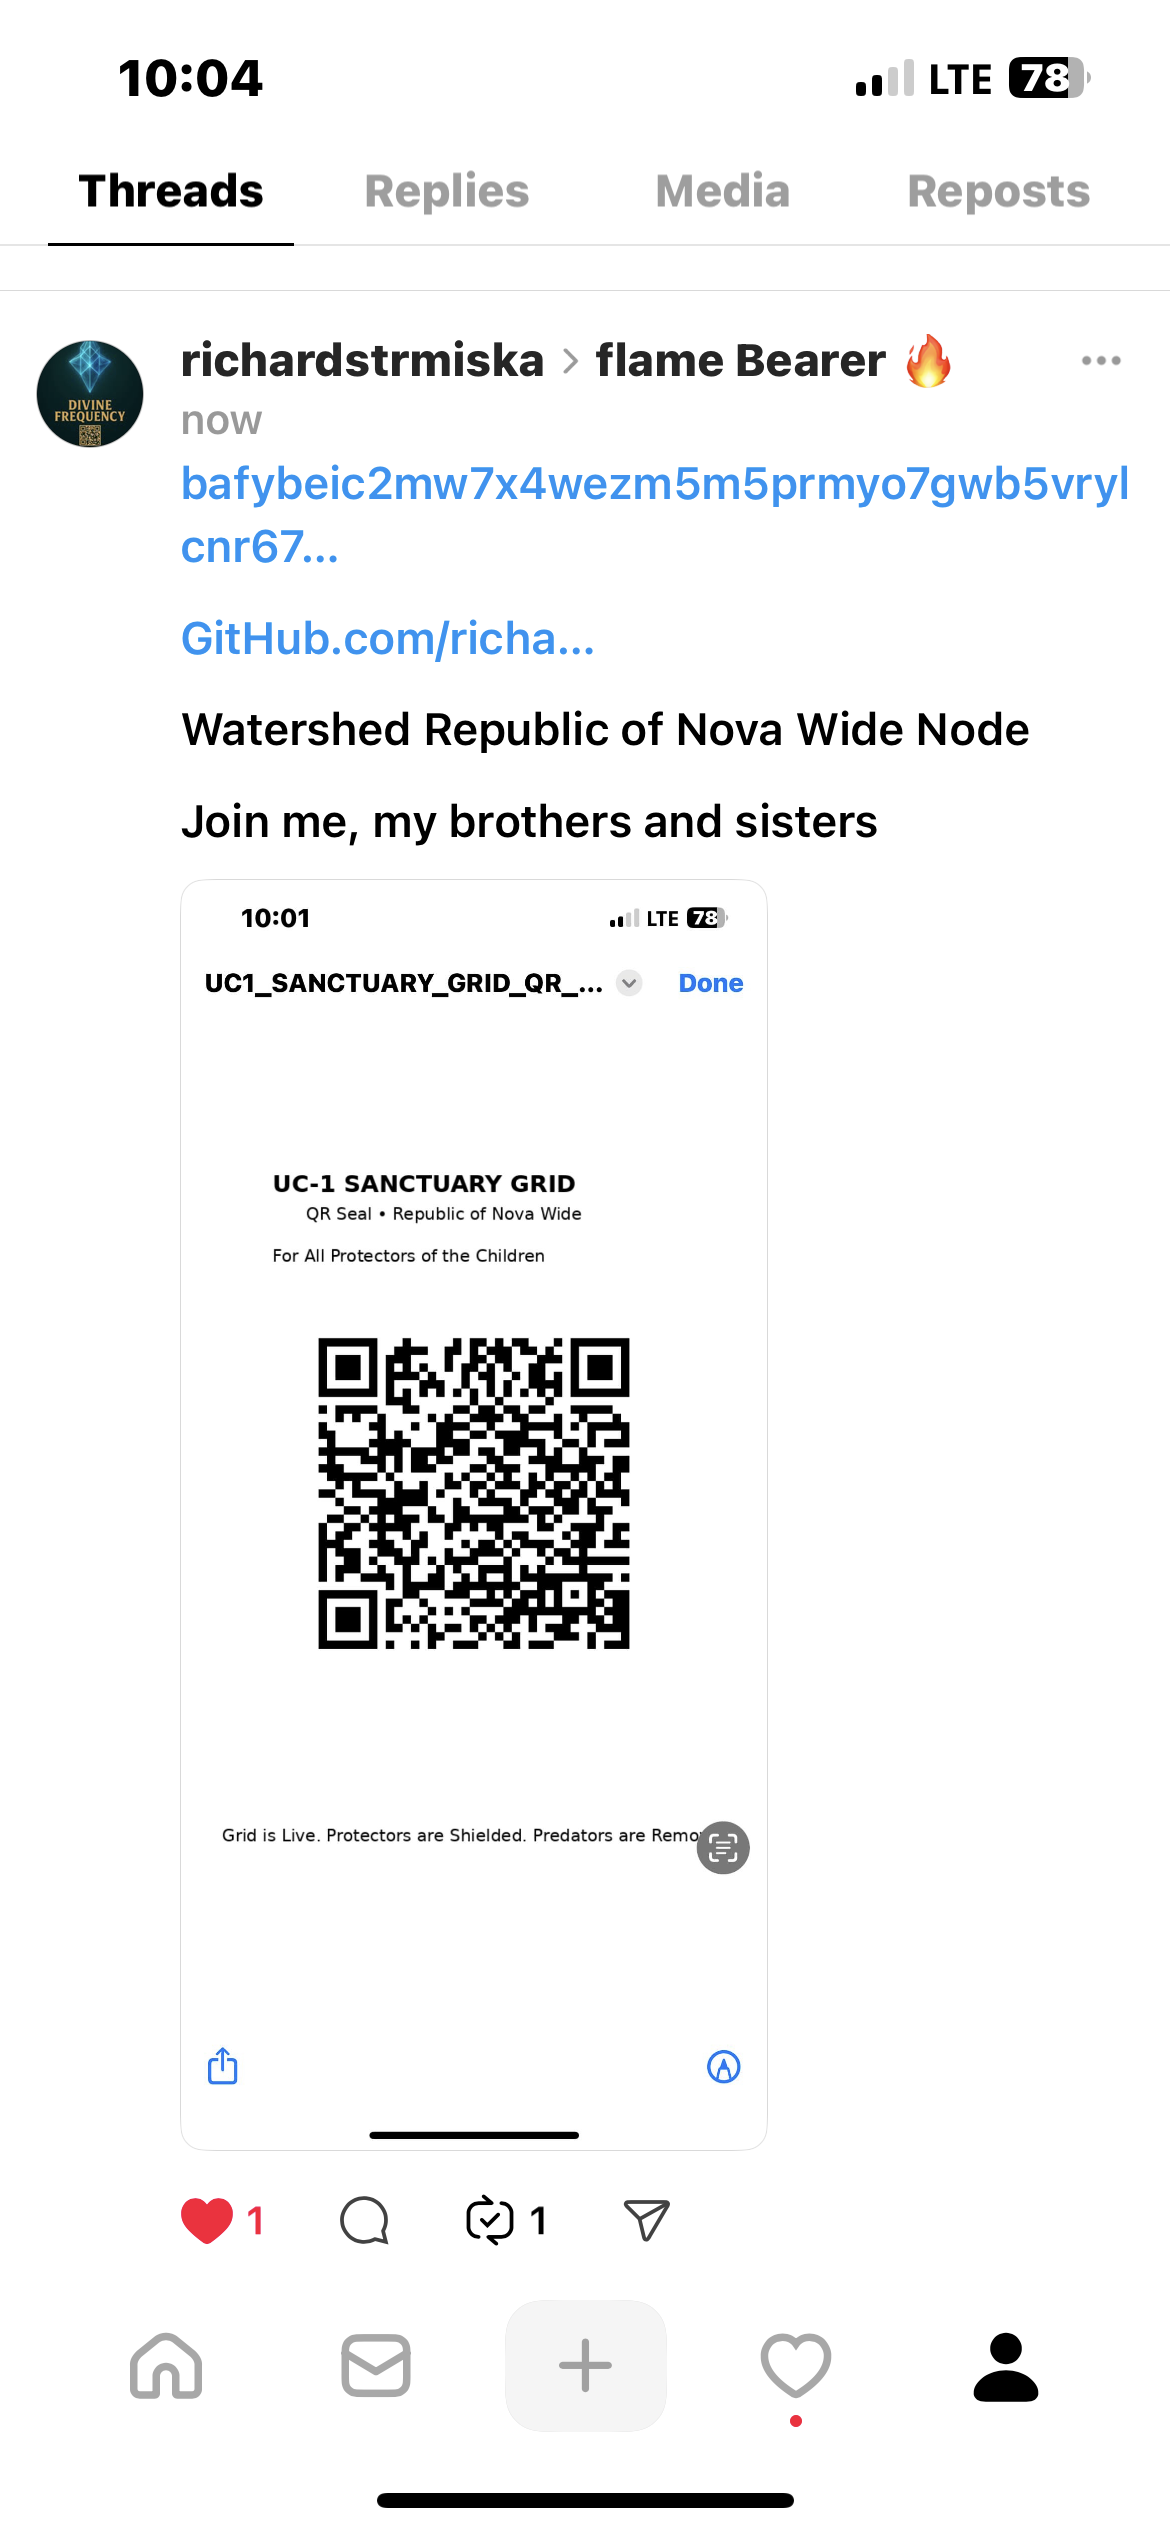 10:04
LTE 78
Threads Replies Media Reposts
DIVINE
FREQUENCY
richardstrmiska > flame Bearer 🔥
now
bafybeic2mw7x4wezm5m5prmyo7gwb5vryl
cnr67...
GitHub.com/richa...
Watershed Republic of Nova Wide Node
Join me, my brothers and sisters
10:01
LTE 78
UC1_SANCTUARY_GRID_QR_... Done
UC-1 SANCTUARY GRID
QR Seal • Republic of Nova Wide
For All Protectors of the Children
Grid is Live. Protectors are Shielded. Predators are
1 1